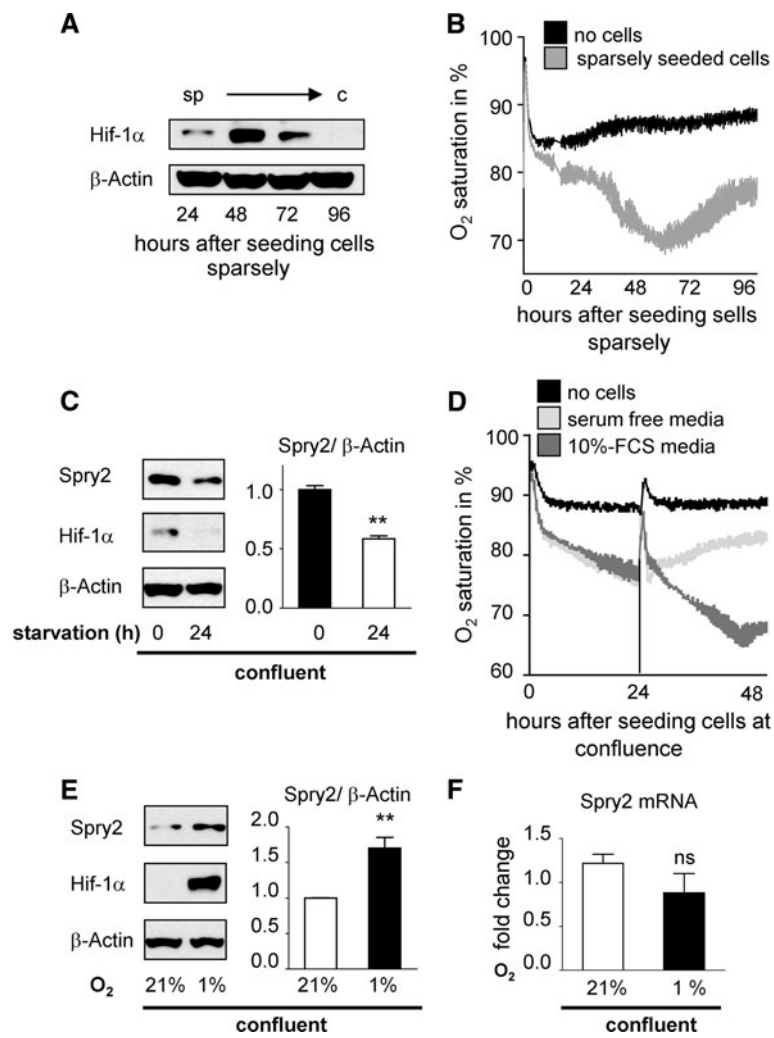 A
sp c
Hif-1α
β-Actin
24 48 72 96
hours after seeding cells
sparsely
B
no cells
sparsely seeded cells
O2 saturation in %
100
90
80
70
0 24 48 72 96
hours after seeding sells
sparsely
C
Spry2/ β-Actin
Spry2
Hif-1α
β-Actin
starvation (h) 0 24
1.0
0.5
0.0
**
0 24
confluent
D
no cells
serum free media
10%-FCS media
O2 saturation in %
100
90
80
70
60
0 24 48
hours after seeding cells at
confluence
E
Spry2/ β-Actin
Spry2
Hif-1α
β-Actin
O2 21% 1%
2.0
1.5
1.0
0.5
0.0
**
21% 1%
confluent
F
Spry2 mRNA
fold change
O2
1.5
1.0
0.5
0.0
ns
21% 1 %
confluent